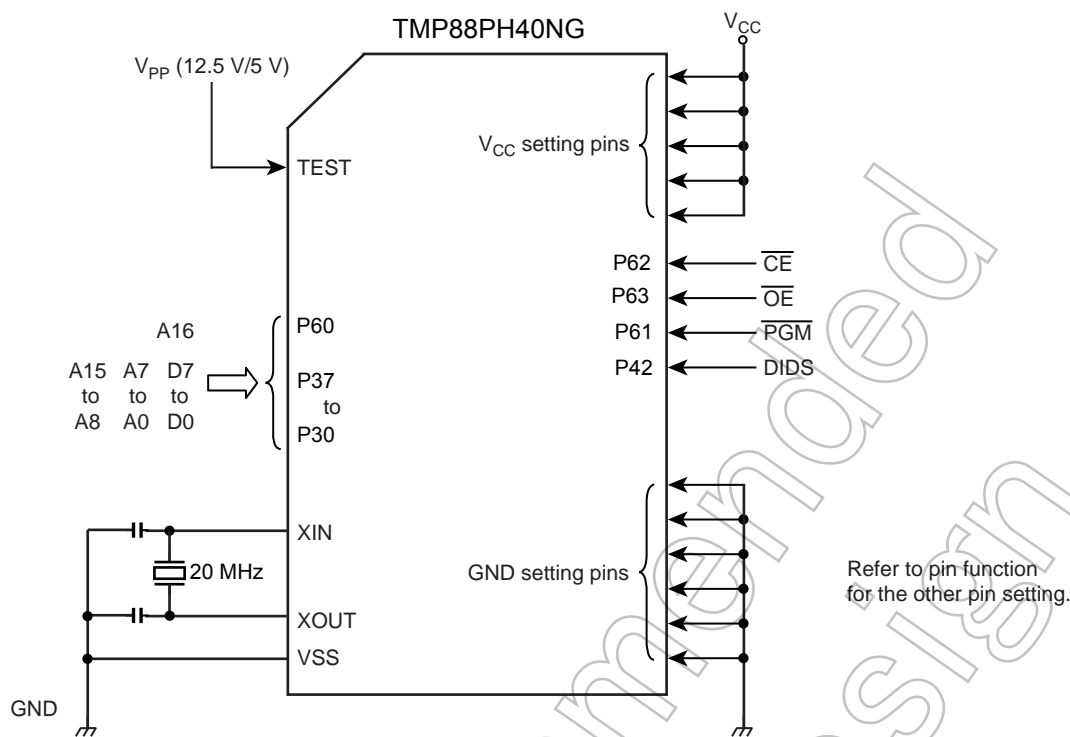 TMP88PH40NG
VCC
VPP (12.5 V/5 V)
VCC setting pins
TEST
P62 CE
P63 OE
P61 PGM
P42 DIDS
A16
P60
A15 A7 D7
to to to
A8 A0 D0
P37
to
P30
XIN
20 MHz
XOUT
VSS
GND
GND setting pins
Refer to pin function
for the other pin setting.